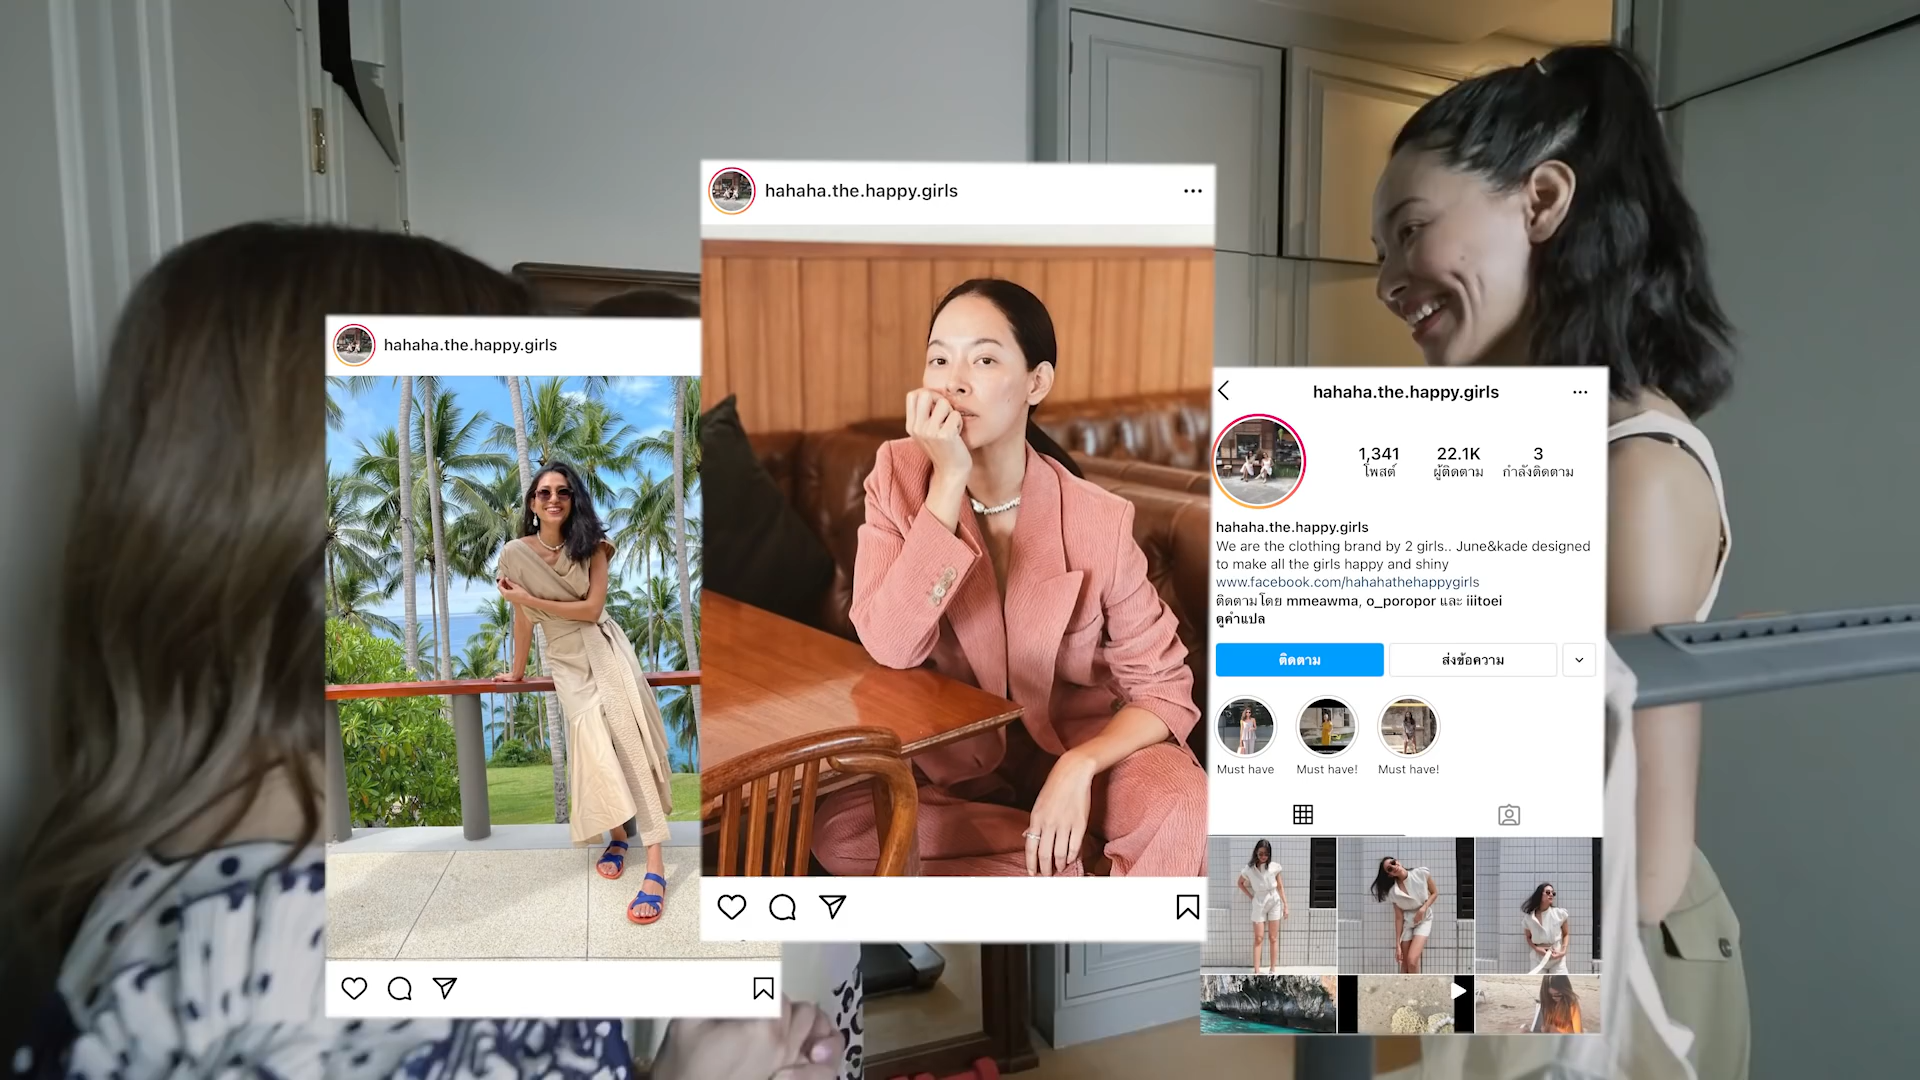 hahaha.the.happy.girls
hahaha.the.happy.girls
hahaha.the.happy.girls
1,341 22.1K 3
โพสต์ ผู้ติดตาม กำลังติดตาม
hahaha.the.happy.girls
We are the clothing brand by 2 girls.. June&kade designed
to make all the girls happy and shiny
www.facebook.com/hahahathehappygirls
ติดตามโดย mmeawma, o_poropor และ iiitoei
ดูคำแปล
ติดตาม ส่งข้อความ
Must have Must have! Must have!